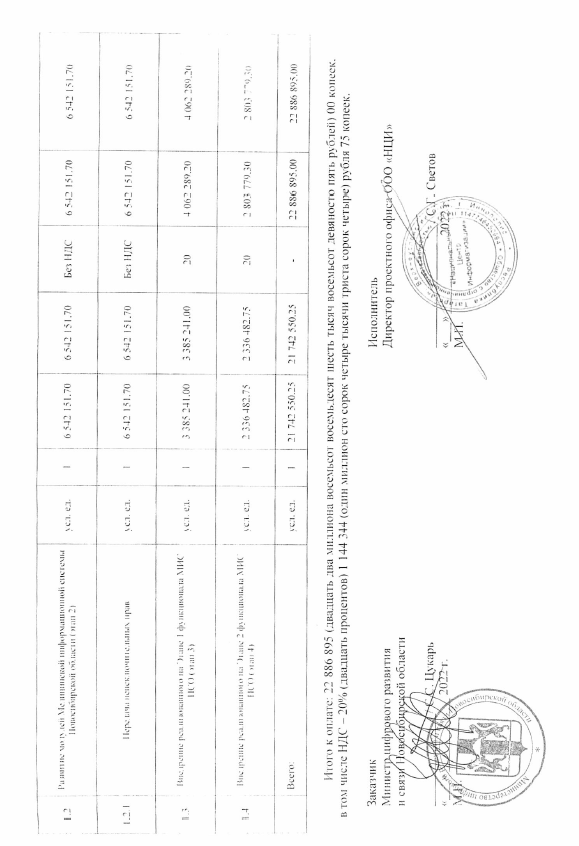 1.2 Развитие модулей Медицинской информационной системы
Новосибирской области (этап 2) усл. ед. 1 6 542 151,70 6 542 151,70 Без НДС 6 542 151,70 6 542 151,70
1.2.1 Передача неисключительных прав усл. ед. 1 6 542 151,70 6 542 151,70 Без НДС 6 542 151,70 6 542 151,70
1.3 Внедрение реализованного на Этапе 1 функционала МИС
НСО (этап 3) усл. ед. 1 3 385 241,00 3 385 241,00 20 4 062 289,20 4 062 289,20
1.4 Внедрение реализованного на Этапе 2 функционала МИС
НСО (этап 4) усл. ед. 1 2 336 482,75 2 336 482,75 20 2 803 779,30 2 803 779,30
Всего: усл. ед. 1 21 742 550,25 21 742 550,25 - 22 886 895,00 22 886 895,00
Итого к оплате: 22 886 895 (двадцать два миллиона восемьсот восемьдесят шесть тысяч восемьсот девяносто пять рублей) 00 копеек,
в том числе НДС – 20% (двадцать процентов) 1 144 344 (один миллион сто сорок четыре тысячи триста сорок четыре) рубля 75 копеек.
Заказчик
Министр цифрового развития
и связи Новосибирской области
С. Цукарь
« » 2022 г.
М.П.
Исполнитель
Директор проектного офиса ООО «НЦИ»
С.Г. Светов
« » 2022 г.
М.П.
«Национальный
Центр
Информатизации»